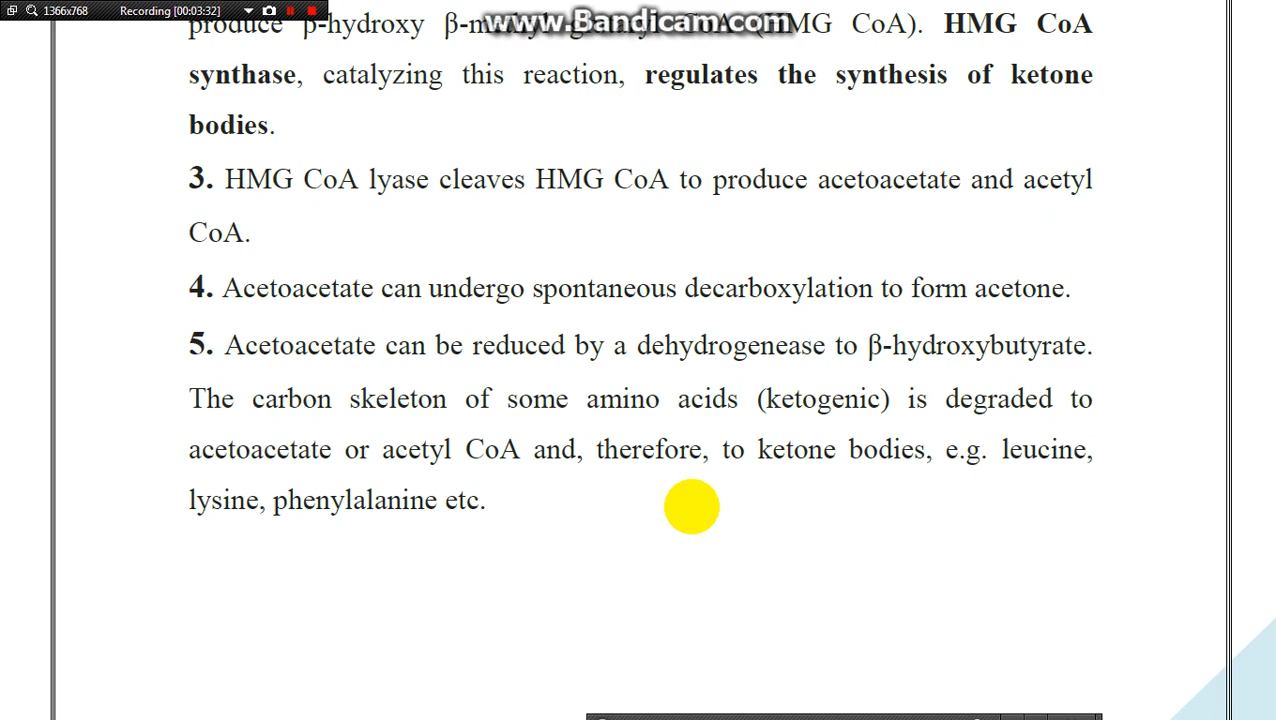 1366x768 Recording [00:03:32]
www.Bandicam.com
produce β-hydroxy CoA (HMG CoA). HMG CoA
synthase, catalyzing this reaction, regulates the synthesis of ketone
bodies.
3. HMG CoA lyase cleaves HMG CoA to produce acetoacetate and acetyl
CoA.
4. Acetoacetate can undergo spontaneous decarboxylation to form acetone.
5. Acetoacetate can be reduced by a dehydrogenease to β-hydroxybutyrate.
The carbon skeleton of some amino acids (ketogenic) is degraded to
acetoacetate or acetyl CoA and, therefore, to ketone bodies, e.g. leucine,
lysine, phenylalanine etc.